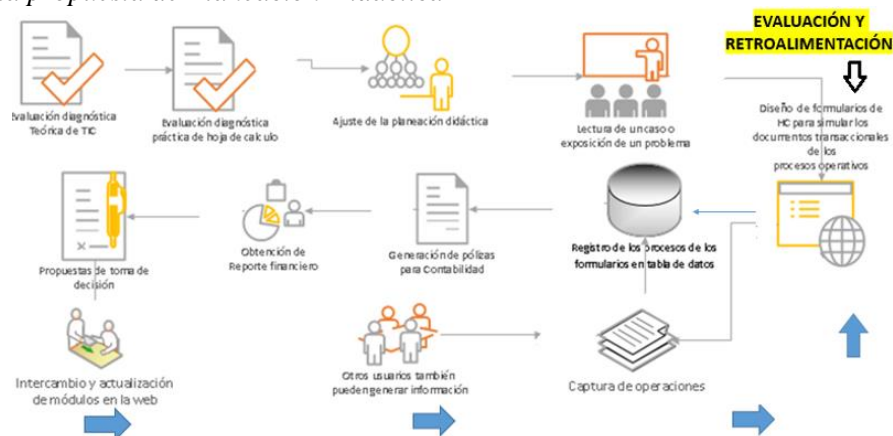 EVALUACIÓN Y
RETROALIMENTACIÓN
Evaluación diagnóstica
Teórica de TIC
Evaluación diagnóstica
práctica de hoja de calculo
Ajuste de la planeación didáctica
Lectura de un caso o
exposición de un problema
Diseño de formularios de
HC para simular los
documentos transaccionales
de los
procesos operativos
Propuestas de toma de
decisión
Obtención de
Reporte financiero
Generación de pólizas
para Contabilidad
Registro de los procesos de los
formularios en tabla de datos
Intercambio y actualización
de módulos en la web
Otros usuarios también
pueden generar información
Captura de operaciones